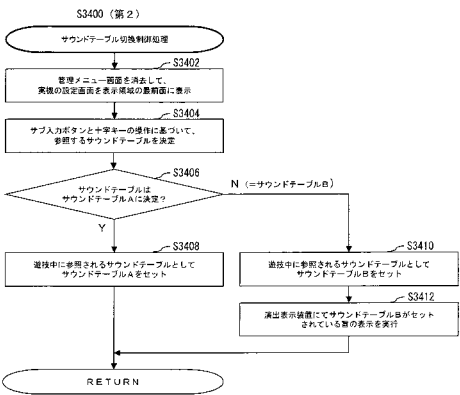 S3400 (第2)
サウンドテーブル切換制御処理
S3402
管理メニュー画面を消去して、
実機の設定画面を表示領域の最前面に表示
S3404
サブ入力ボタンと十字キーの操作に基づいて、
参照するサウンドテーブルを決定
S3406
サウンドテーブルは
サウンドテーブルAに決定?
N (=サウンドテーブルB)
Y
S3408
遊技中に参照されるサウンドテーブルとして
サウンドテーブルAをセット
S3410
遊技中に参照されるサウンドテーブルとして
サウンドテーブルBをセット
S3412
演出表示装置にてサウンドテーブルBがセット
されている旨の表示を実行
RETURN